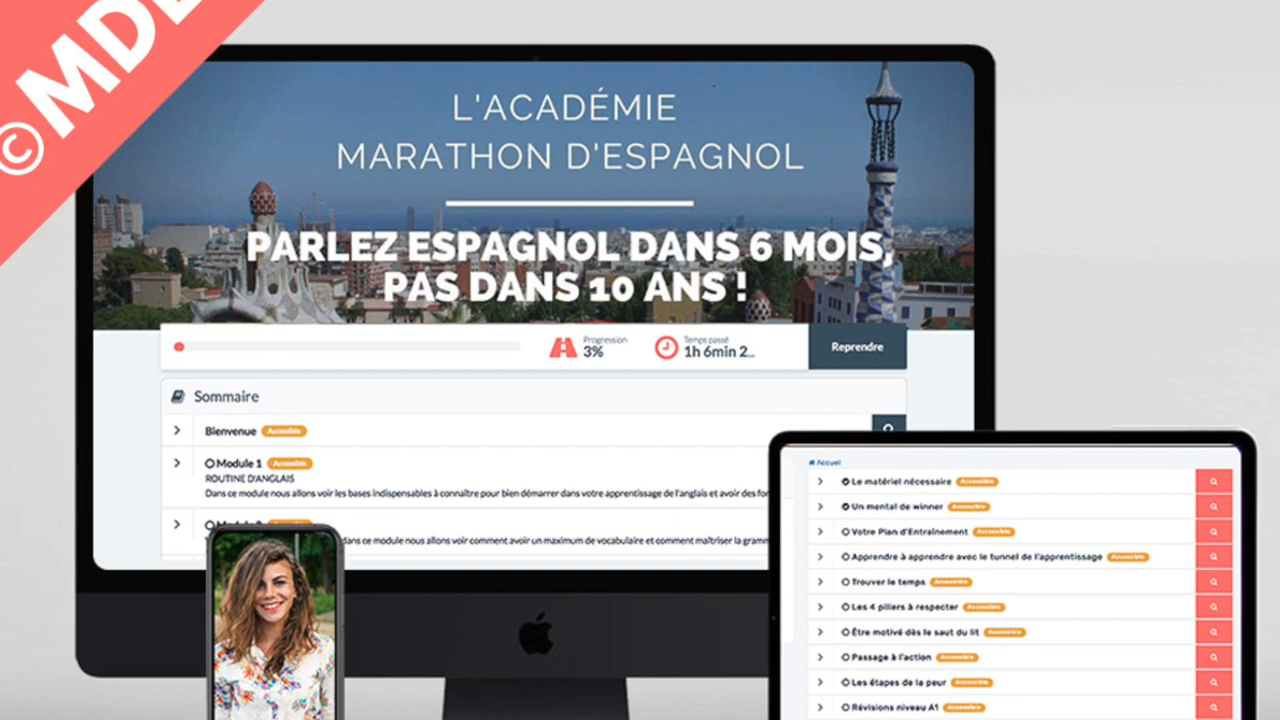 © MDE
L'ACADÉMIE
MARATHON D'ESPAGNOL
PARLEZ ESPAGNOL DANS 6 MOIS,
PAS DANS 10 ANS !
Progression
3%
Temps passé
1h 6min 2...
Reprendre
Sommaire
Bienvenue Accessible
Module 1 Accessible
ROUTINE D'ANGLAIS
Dans ce module nous allons voir les bases indispensables à connaître pour bien démarrer dans votre apprentissage de l'anglais et avoir des for
dans ce module nous allons voir comment avoir un maximum de vocabulaire et comment maîtriser la gramm
Accueil
Le matériel nécessaire Accessible
Un mental de winner Accessible
Votre Plan d'Entraînement Accessible
Apprendre à apprendre avec le tunnel de l'apprentissage Accessible
Trouver le temps Accessible
Les 4 piliers à respecter Accessible
Être motivé dès le saut du lit Accessible
Passage à l'action Accessible
Les étapes de la peur Accessible
Révisions niveau A1 Accessible